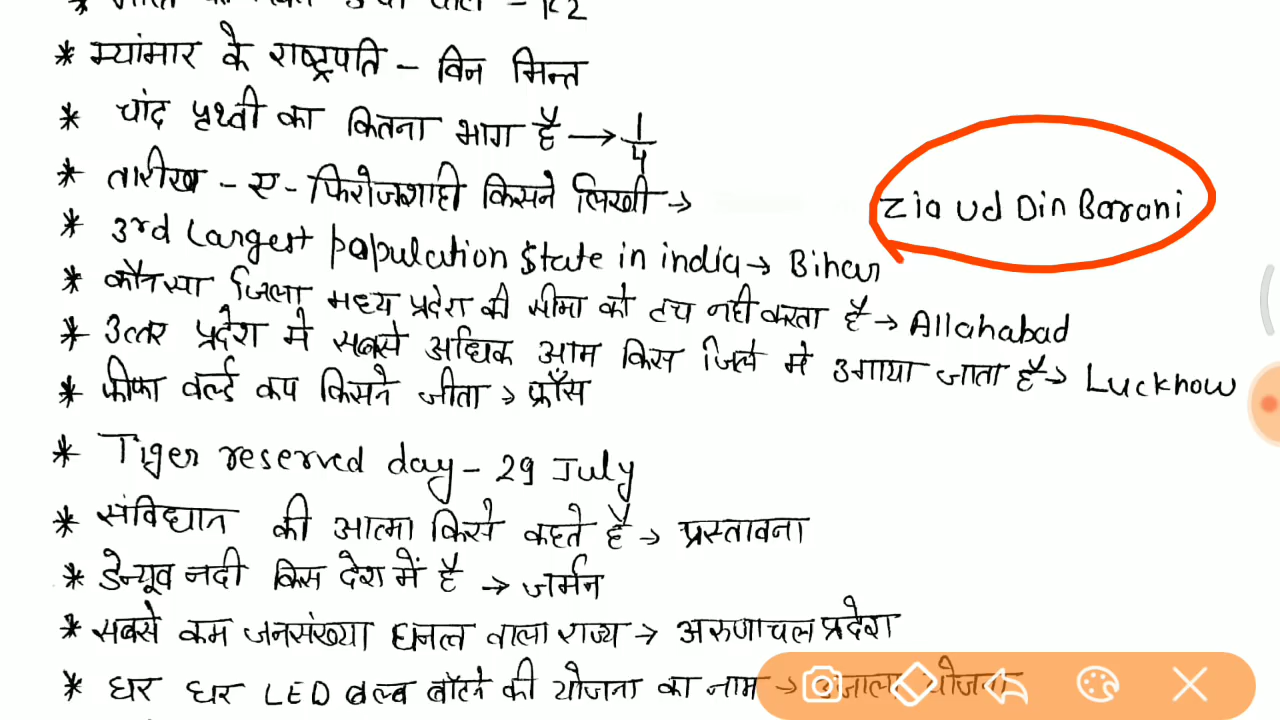 * म्यांमार के राष्ट्रपति - विन मिन्त
* चांद पृथ्वी का कितना भाग है → 1/4
* तारीख - ए - फिरोजशाही किसने लिखी → Zia ud Din Barani
* 3rd Largest population state in india → Bihar
* कौनसा जिला मध्य प्रदेश की सीमा को टच नही करता है → Allahabad
* उत्तर प्रदेश मे सबसे अधिक आम किस जिले मे उगाया जाता है → Lucknow
* फीफा वर्ल्ड कप किसने जीता → फ्राँस
* Tiger reserved day - 29 July
* संविधान की आत्मा किसे कहते है → प्रस्तावना
* डेन्यूव नदी किस देश में है → जर्मन
* सबसे कम जनसंख्या घनत्व वाला राज्य → अरुणाचल प्रदेश
* घर घर LED बल्ब बॉटने की योजना का नाम → उजाला योजना